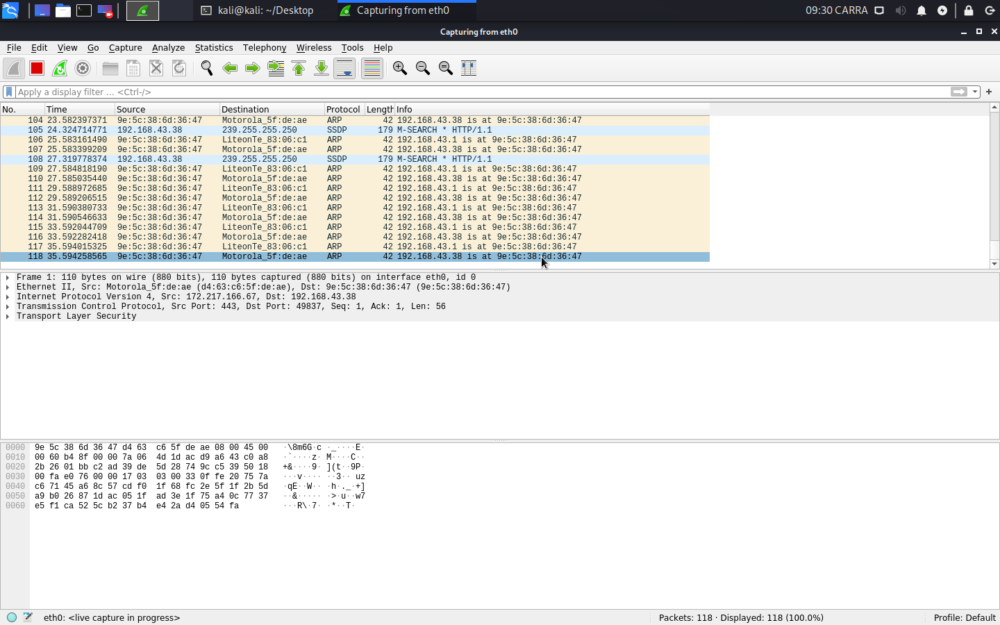 kali@kali: ~/Desktop
Capturing from eth0
09:30 CARRA
Capturing from eth0
File Edit View Go Capture Analyze Statistics Telephony Wireless Tools Help
Apply a display filter ... <Ctrl-/>
No. Time Source Destination Protocol Length Info
104 23.582397371 9e:5c:38:6d:36:47 Motorola_5f:de:ae ARP 42 192.168.43.38 is at 9e:5c:38:6d:36:47
105 24.324714771 192.168.43.38 239.255.255.250 SSDP 179 M-SEARCH * HTTP/1.1
106 25.583161490 9e:5c:38:6d:36:47 LiteonTe_83:06:c1 ARP 42 192.168.43.1 is at 9e:5c:38:6d:36:47
107 25.583399209 9e:5c:38:6d:36:47 Motorola_5f:de:ae ARP 42 192.168.43.38 is at 9e:5c:38:6d:36:47
108 27.319778374 192.168.43.38 239.255.255.250 SSDP 179 M-SEARCH * HTTP/1.1
109 27.584818190 9e:5c:38:6d:36:47 LiteonTe_83:06:c1 ARP 42 192.168.43.1 is at 9e:5c:38:6d:36:47
110 27.585035440 9e:5c:38:6d:36:47 Motorola_5f:de:ae ARP 42 192.168.43.38 is at 9e:5c:38:6d:36:47
111 29.588972685 9e:5c:38:6d:36:47 LiteonTe_83:06:c1 ARP 42 192.168.43.1 is at 9e:5c:38:6d:36:47
112 29.589206515 9e:5c:38:6d:36:47 Motorola_5f:de:ae ARP 42 192.168.43.38 is at 9e:5c:38:6d:36:47
113 31.590380733 9e:5c:38:6d:36:47 LiteonTe_83:06:c1 ARP 42 192.168.43.1 is at 9e:5c:38:6d:36:47
114 31.590546633 9e:5c:38:6d:36:47 Motorola_5f:de:ae ARP 42 192.168.43.38 is at 9e:5c:38:6d:36:47
115 33.592044709 9e:5c:38:6d:36:47 LiteonTe_83:06:c1 ARP 42 192.168.43.1 is at 9e:5c:38:6d:36:47
116 33.592282418 9e:5c:38:6d:36:47 Motorola_5f:de:ae ARP 42 192.168.43.38 is at 9e:5c:38:6d:36:47
117 35.594015325 9e:5c:38:6d:36:47 LiteonTe_83:06:c1 ARP 42 192.168.43.1 is at 9e:5c:38:6d:36:47
118 35.594258565 9e:5c:38:6d:36:47 Motorola_5f:de:ae ARP 42 192.168.43.38 is at 9e:5c:38:6d:36:47
Frame 1: 110 bytes on wire (880 bits), 110 bytes captured (880 bits) on interface eth0, id 0
Ethernet II, Src: Motorola_5f:de:ae (d4:63:c6:5f:de:ae), Dst: 9e:5c:38:6d:36:47 (9e:5c:38:6d:36:47)
Internet Protocol Version 4, Src: 172.217.166.67, Dst: 192.168.43.38
Transmission Control Protocol, Src Port: 443, Dst Port: 49837, Seq: 1, Ack: 1, Len: 56
Transport Layer Security
0000 9e 5c 38 6d 36 47 d4 63 c6 5f de ae 08 00 45 00 ·\8m6G·c ·_····E·
0010 00 60 b4 8f 00 00 7a 06 4d 1d ac d9 a6 43 c0 a8 ·`····z· M····C··
0020 2b 26 01 bb c2 ad 39 de 5d 28 74 9c c5 39 50 18 +&····9· ](t··9P·
0030 00 fa e0 76 00 00 17 03 03 00 33 0f fe 20 75 7a ···v···· ··3·· uz
0040 c6 71 45 a6 8c 57 cd f0 1f 68 fc 2e 5f 1f 2b 5d ·qE··W·· ·h·._·+]
0050 a9 b0 26 87 1d ac 05 1f ad 3e 1f 75 a4 0c 77 37 ··&····· ·>·u··w7
0060 e5 f1 ca 52 5c b2 37 b4 e4 2a d4 05 54 fa ···R\·7· ·*··T·
eth0: <live capture in progress>
Packets: 118 · Displayed: 118 (100.0%)
Profile: Default